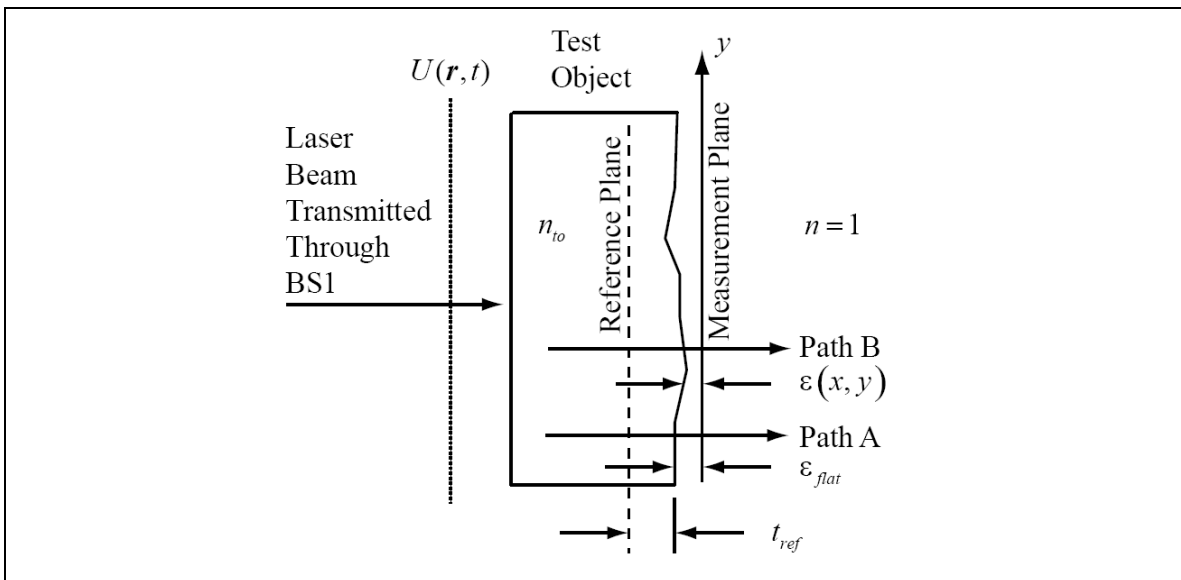 Test
Object
y
U(r,t)
Laser
Beam
Transmitted
Through
BS1
n_to
Reference Plane
Measurement Plane
n = 1
Path B
ε(x, y)
Path A
ε_flat
t_ref